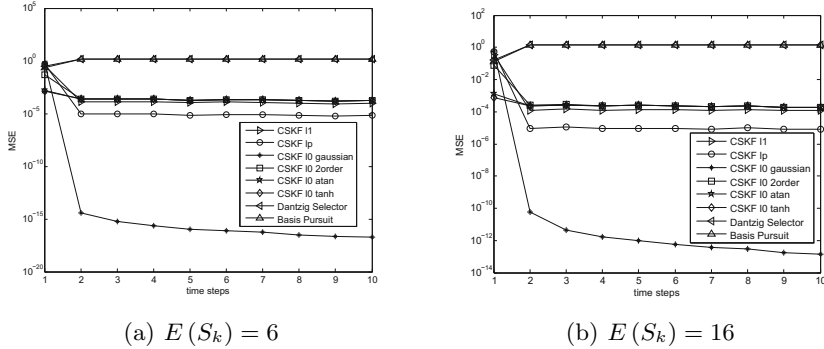 10^5
10^0
10^-5
10^-10
10^-15
10^-20
MSE
CSKF l1
CSKF lp
CSKF l0 gaussian
CSKF l0 2order
CSKF l0 atan
CSKF l0 tanh
Dantzig Selector
Basis Pursuit
1 2 3 4 5 6 7 8 9 10
time steps
(a) E (S_k) = 6
10^2
10^0
10^-2
10^-4
10^-6
10^-8
10^-10
10^-12
10^-14
MSE
CSKF l1
CSKF lp
CSKF l0 gaussian
CSKF l0 2order
CSKF l0 atan
CSKF l0 tanh
Dantzig Selector
Basis Pursuit
1 2 3 4 5 6 7 8 9 10
time steps
(b) E (S_k) = 16